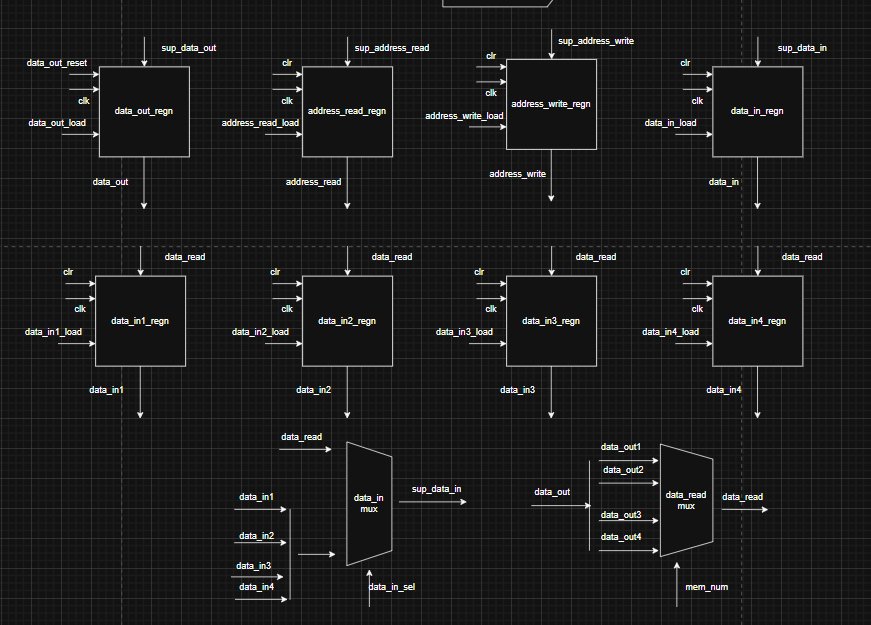 sup_data_out
data_out_reset
clk
data_out_load
data_out_regn
data_out
sup_address_read
clr
clk
address_read_load
address_read_regn
address_read
sup_address_write
clr
clk
address_write_load
address_write_regn
address_write
sup_data_in
clr
clk
data_in_load
data_in_regn
data_in
data_read
clr
clk
data_in1_load
data_in1_regn
data_in1
data_read
clr
clk
data_in2_load
data_in2_regn
data_in2
data_read
clr
clk
data_in3_load
data_in3_regn
data_in3
data_read
clr
clk
data_in4_load
data_in4_regn
data_in4
data_read
data_in1
data_in2
data_in3
data_in4
data_in
mux
sup_data_in
data_in_sel
data_out
data_out1
data_out2
data_out3
data_out4
data_read
mux
data_read
mem_num